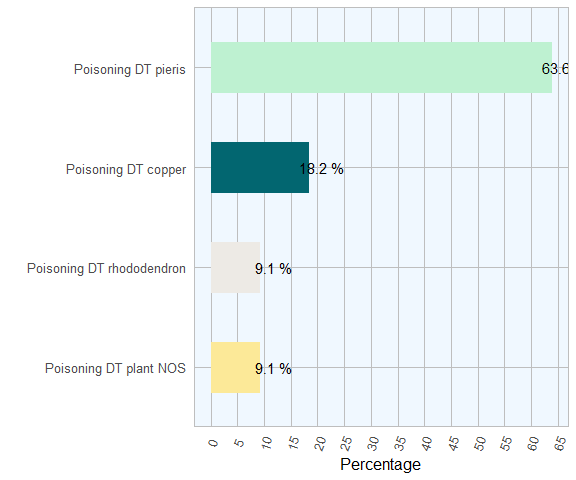 Poisoning DT pieris
63.6
Poisoning DT copper
18.2 %
Poisoning DT rhododendron
9.1 %
Poisoning DT plant NOS
9.1 %
0 5 10 15 20 25 30 35 40 45 50 55 60 65
Percentage